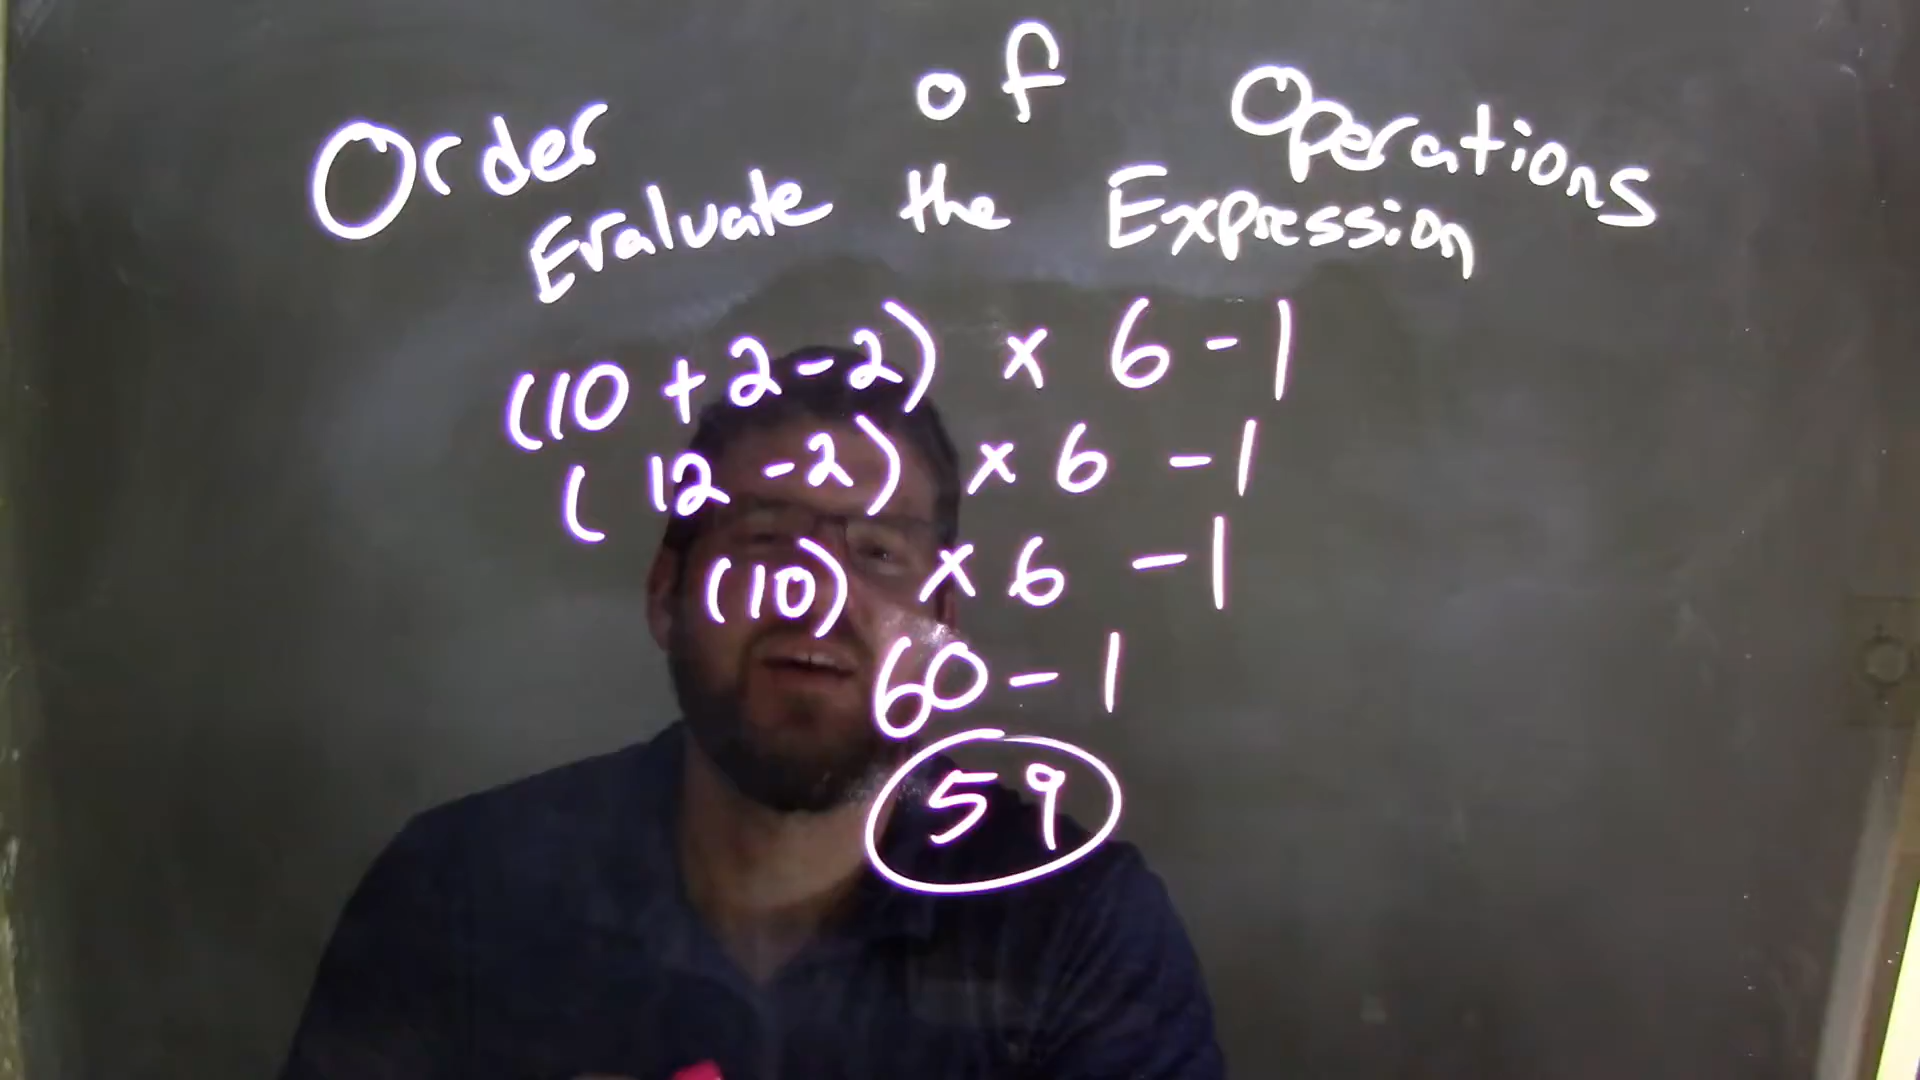 Order of Operations
Evaluate the Expression
(10 + 2 - 2) × 6 - 1
(12 - 2) × 6 - 1
(10) × 6 - 1
60 - 1
59